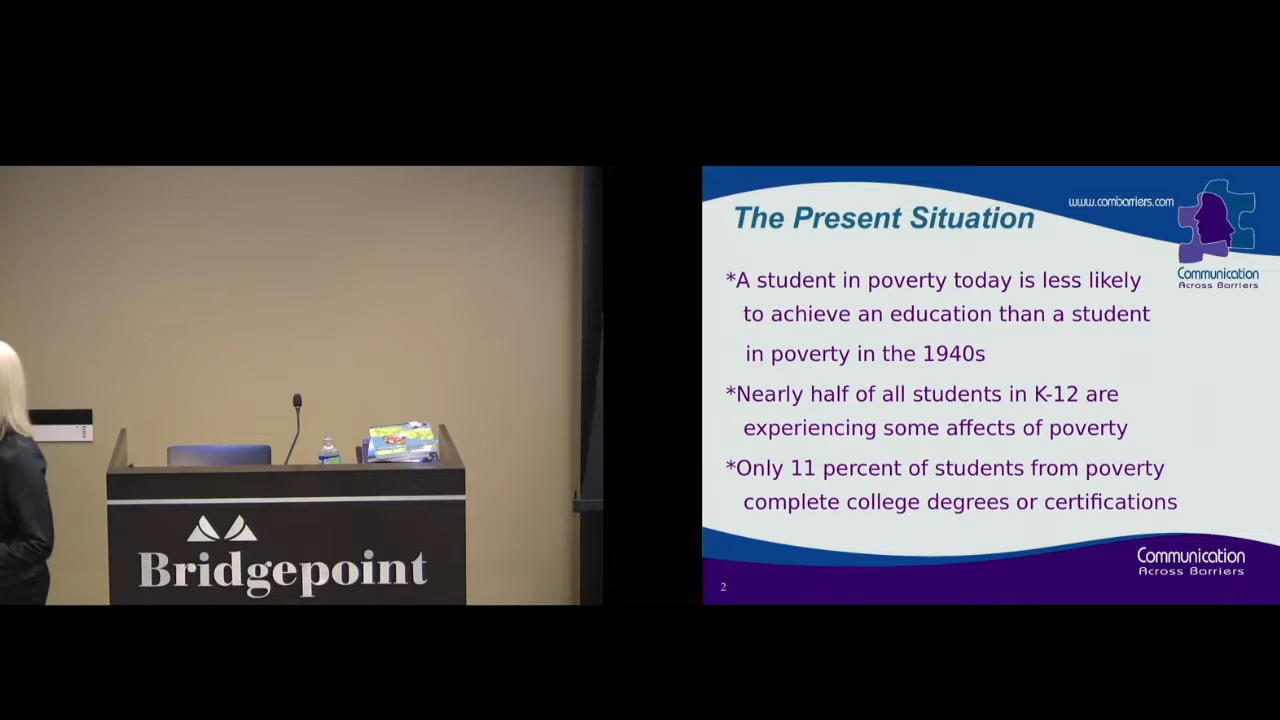 Bridgepoint
The Present Situation
www.combarriers.com
Communication
Across Barriers
*A student in poverty today is less likely
to achieve an education than a student
in poverty in the 1940s
*Nearly half of all students in K-12 are
experiencing some affects of poverty
*Only 11 percent of students from poverty
complete college degrees or certifications
Communication
Across Barriers
2